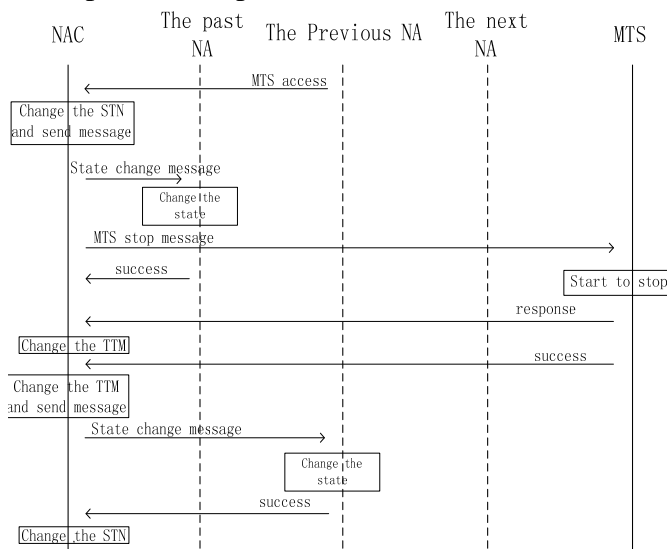 NAC
The past
NA
The Previous NA
The next
NA
MTS
MTS access
Change the STN
and send message
State change message
Change the
state
MTS stop message
success
Start to stop
response
Change the TTM
success
Change the TTM
and send message
State change message
Change the
state
success
Change the STN